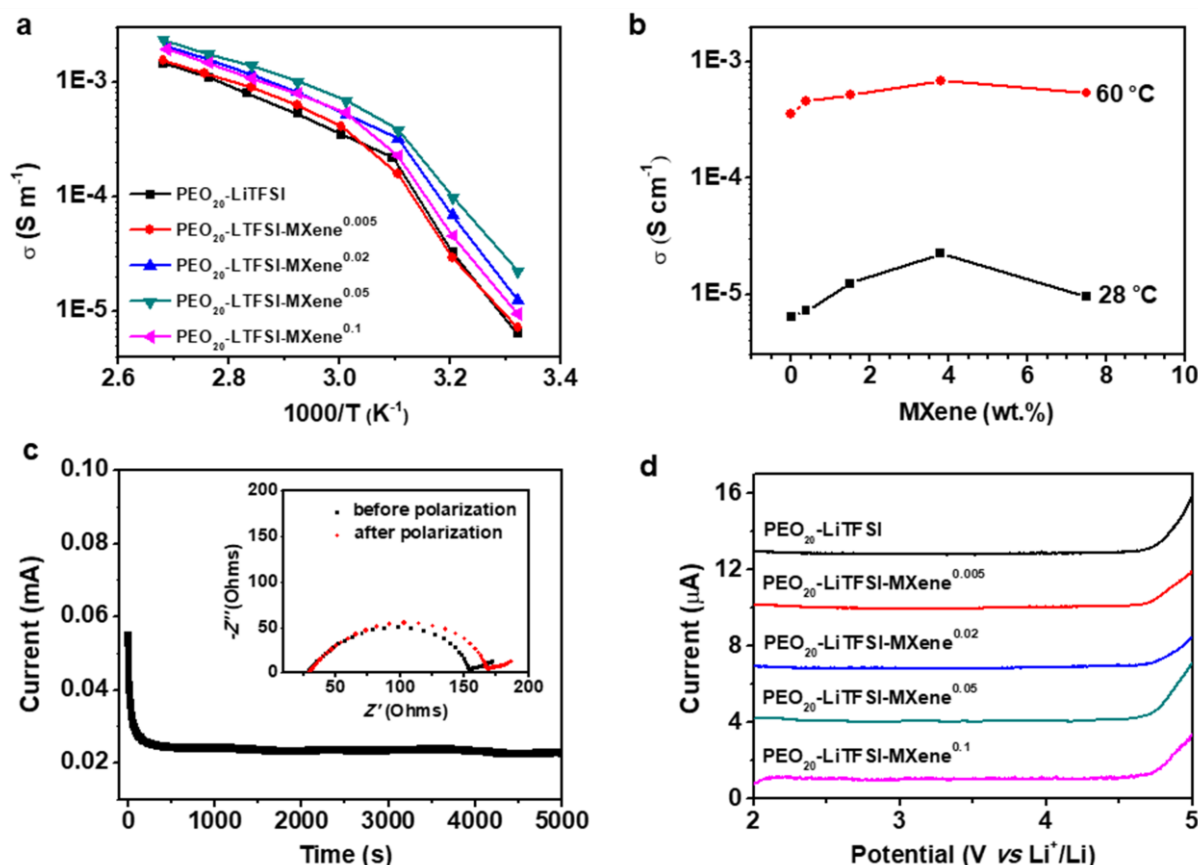 a
1E-3
1E-4
1E-5
σ (S m⁻¹)
PEO₂₀-LiTFSI
PEO₂₀-LTFSI-MXene⁰·⁰⁰⁵
PEO₂₀-LTFSI-MXene⁰·⁰²
PEO₂₀-LTFSI-MXene⁰·⁰⁵
PEO₂₀-LTFSI-MXene⁰·¹
2.6 2.8 3.0 3.2 3.4
1000/T (K⁻¹)
b
1E-3
1E-4
1E-5
σ (S cm⁻¹)
60 °C
28 °C
0 2 4 6 8 10
MXene (wt.%)
c
0.10
0.08
0.06
0.04
0.02
Current (mA)
200
150
100
50
0
-Z''(Ohms)
before polarization
after polarization
50 100 150 200
Z' (Ohms)
0 1000 2000 3000 4000 5000
Time (s)
d
16
12
8
4
0
Current (μA)
PEO₂₀-LiTFSI
PEO₂₀-LiTFSI-MXene⁰·⁰⁰⁵
PEO₂₀-LiTFSI-MXene⁰·⁰²
PEO₂₀-LiTFSI-MXene⁰·⁰⁵
PEO₂₀-LiTFSI-MXene⁰·¹
2 3 4 5
Potential (V vs Li⁺/Li)